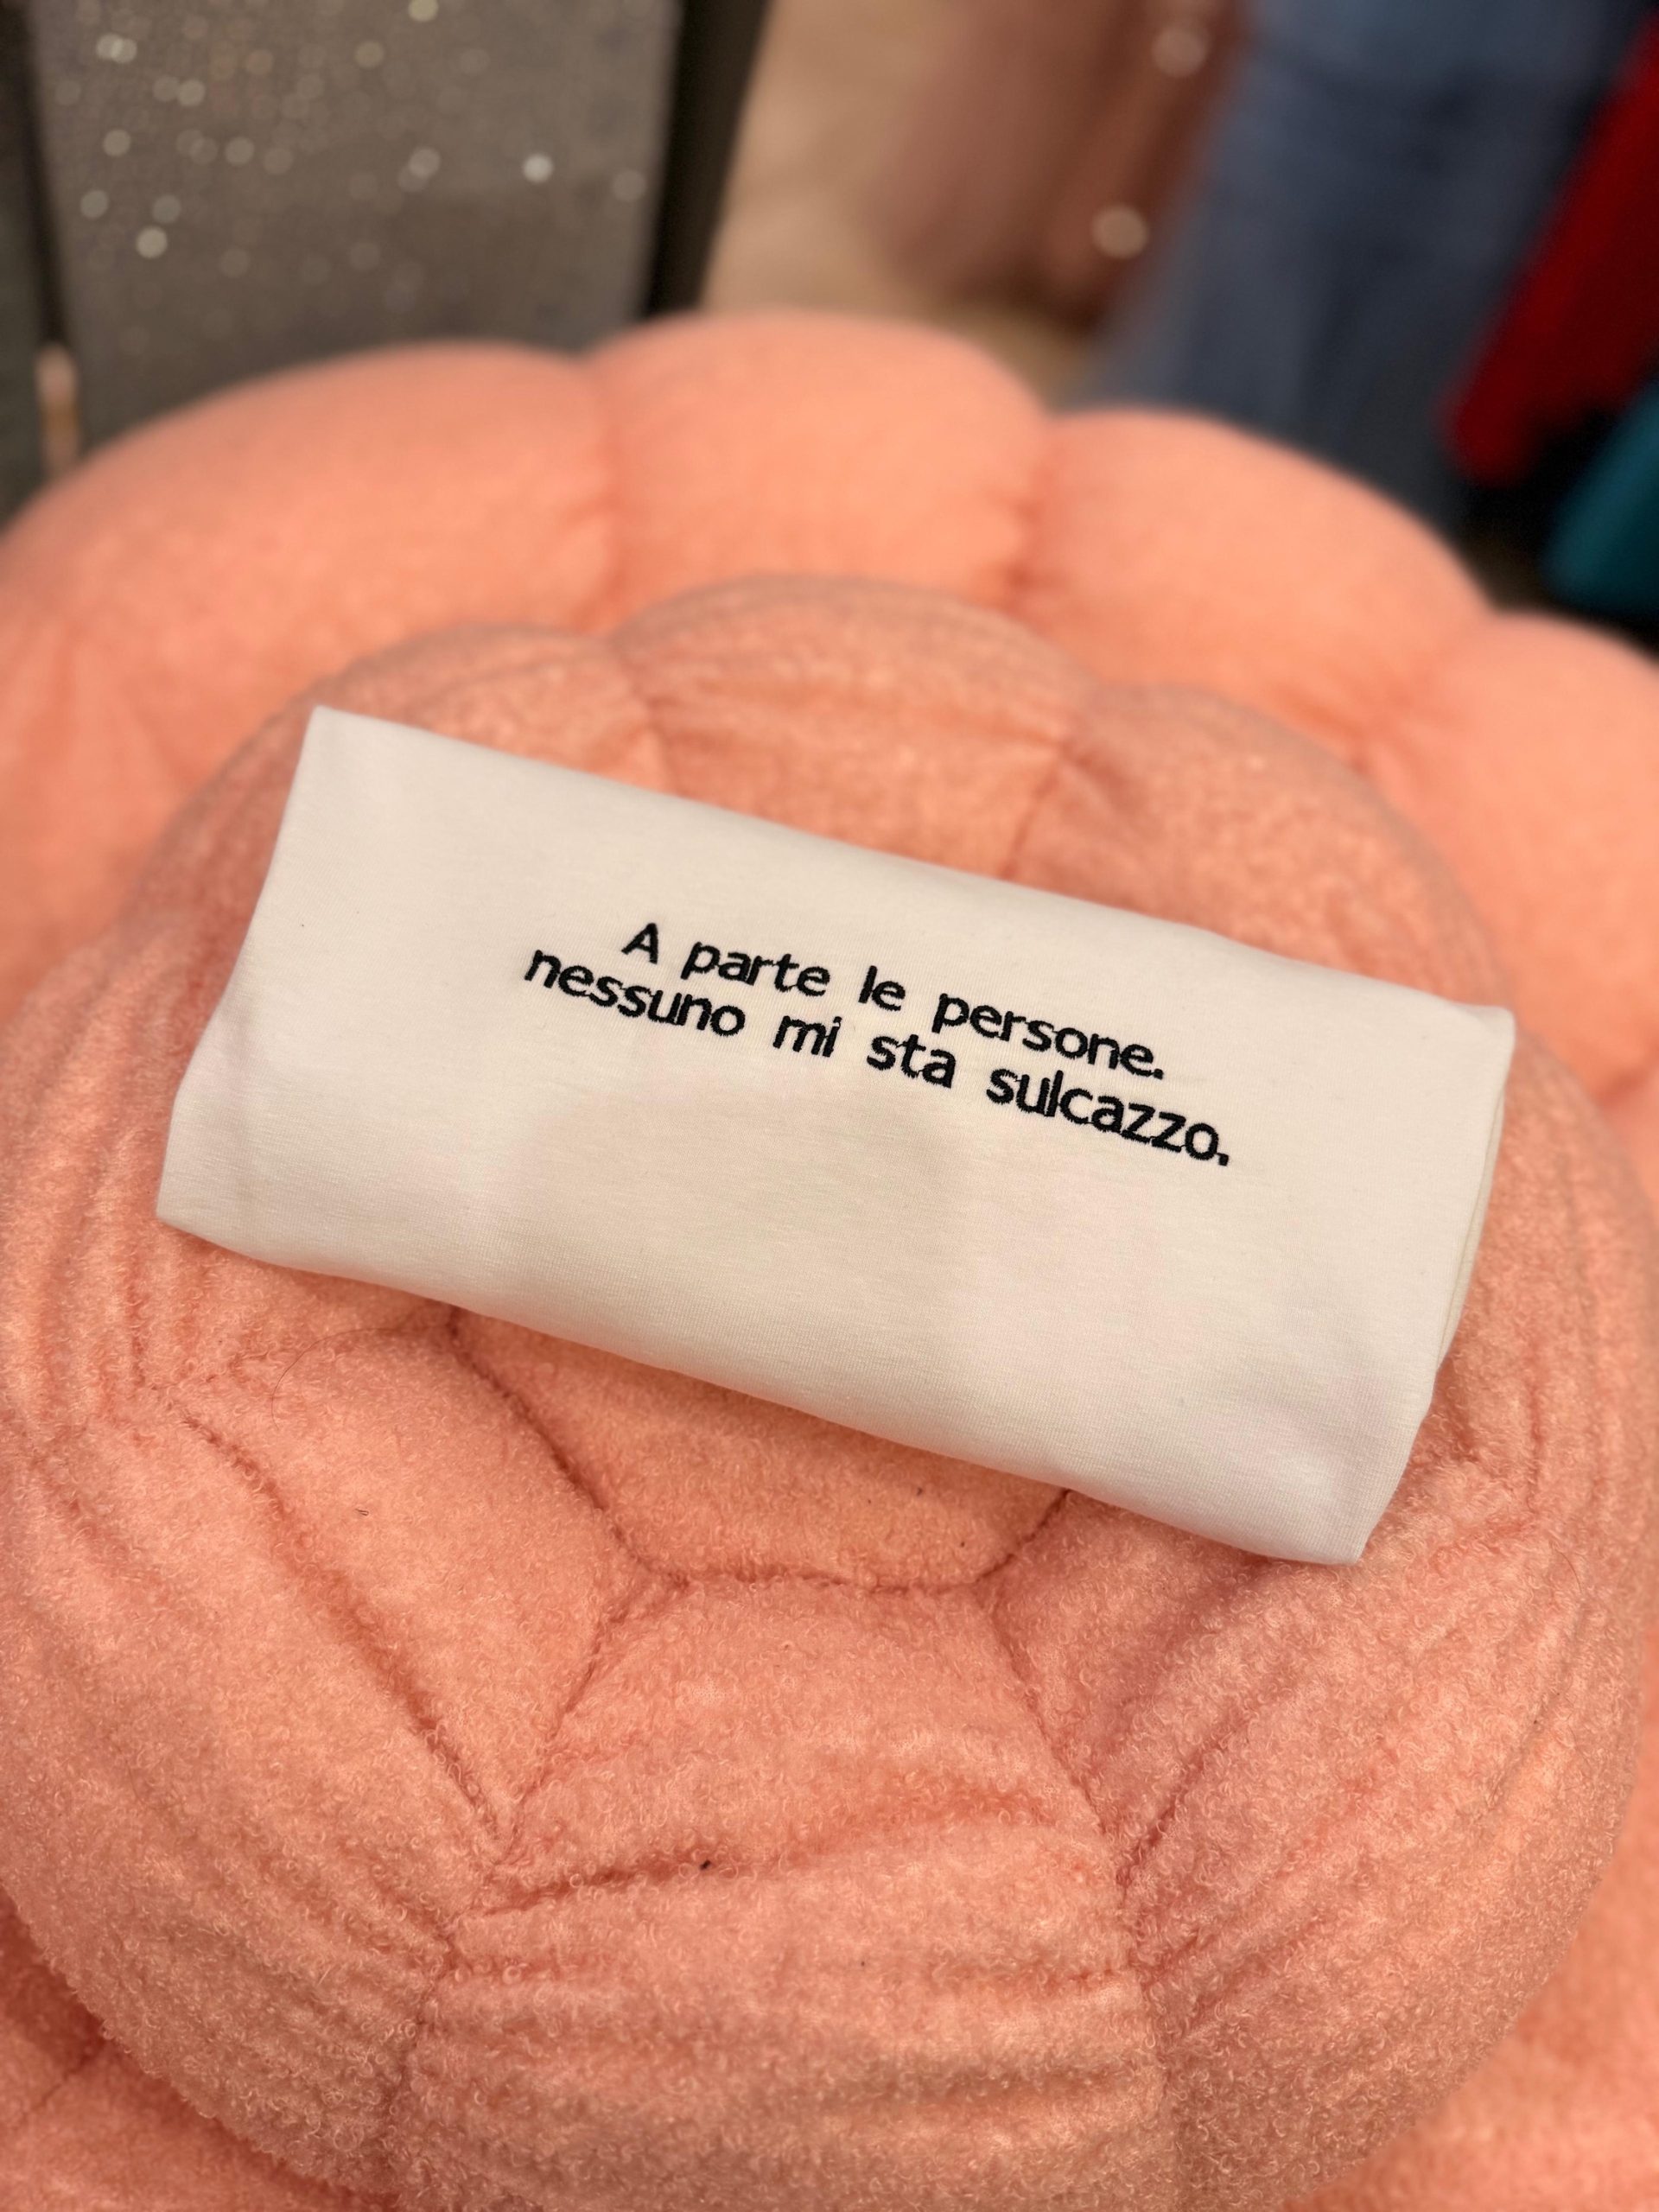 A parte le persone.
nessuno mi sta sulcazzo.